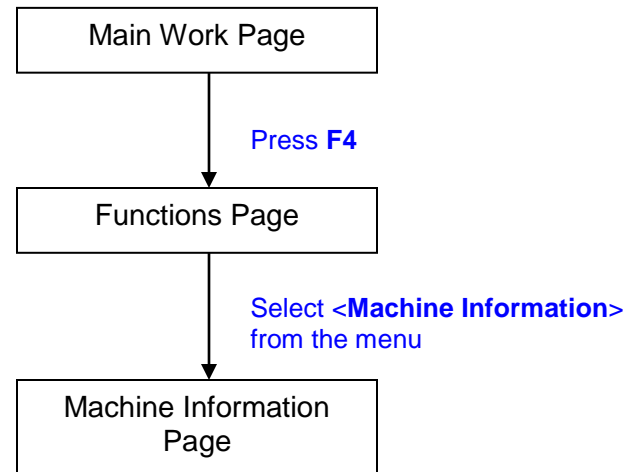 Main Work Page
Press F4
Functions Page
Select <Machine Information>
from the menu
Machine Information
Page